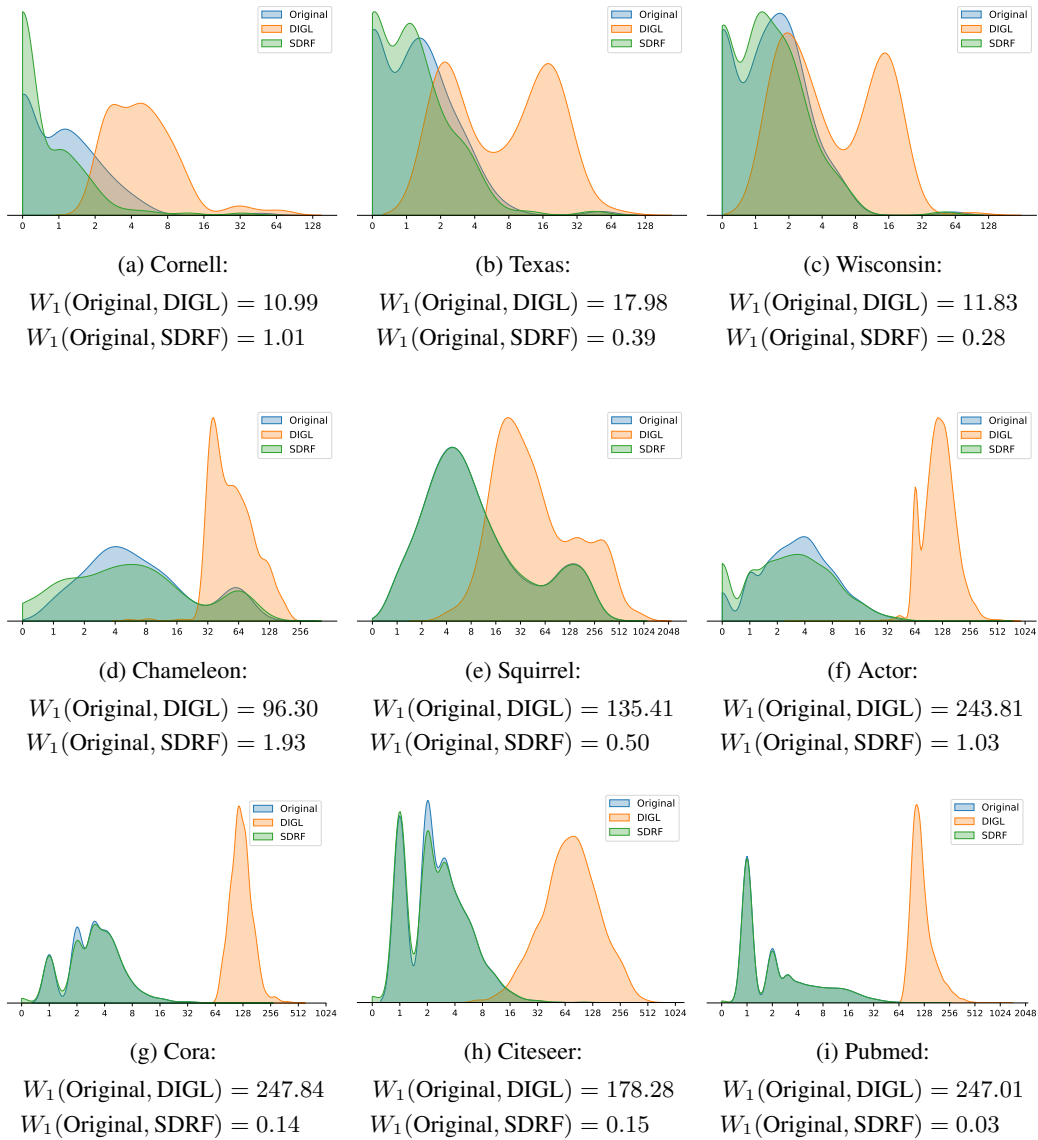 Original
DIGL
SDRF
0 1 2 4 8 16 32 64 128
Original
DIGL
SDRF
0 1 2 4 8 16 32 64 128
Original
DIGL
SDRF
0 1 2 4 8 16 32 64 128
(a) Cornell:
W₁(Original, DIGL) = 10.99
W₁(Original, SDRF) = 1.01
(b) Texas:
W₁(Original, DIGL) = 17.98
W₁(Original, SDRF) = 0.39
(c) Wisconsin:
W₁(Original, DIGL) = 11.83
W₁(Original, SDRF) = 0.28
Original
DIGL
SDRF
0 1 2 4 8 16 32 64 128 256
Original
DIGL
SDRF
0 1 2 4 8 16 32 64 128 256 512 1024 2048
Original
DIGL
SDRF
0 1 2 4 8 16 32 64 128 256 512 1024
(d) Chameleon:
W₁(Original, DIGL) = 96.30
W₁(Original, SDRF) = 1.93
(e) Squirrel:
W₁(Original, DIGL) = 135.41
W₁(Original, SDRF) = 0.50
(f) Actor:
W₁(Original, DIGL) = 243.81
W₁(Original, SDRF) = 1.03
Original
DIGL
SDRF
0 1 2 4 8 16 32 64 128 256 512 1024
Original
DIGL
SDRF
0 1 2 4 8 16 32 64 128 256 512 1024
Original
DIGL
SDRF
0 1 2 4 8 16 32 64 128 256 512 1024 2048
(g) Cora:
W₁(Original, DIGL) = 247.84
W₁(Original, SDRF) = 0.14
(h) Citeseer:
W₁(Original, DIGL) = 178.28
W₁(Original, SDRF) = 0.15
(i) Pubmed:
W₁(Original, DIGL) = 247.01
W₁(Original, SDRF) = 0.03